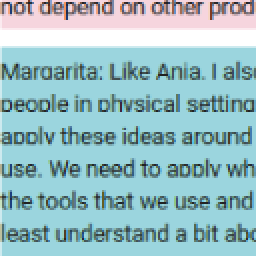 not depend on other prod
Margarita: Like Ania. I als
people in physical setting
apply these ideas around
use. We need to apply wh
the tools that we use and
least understand a bit abo